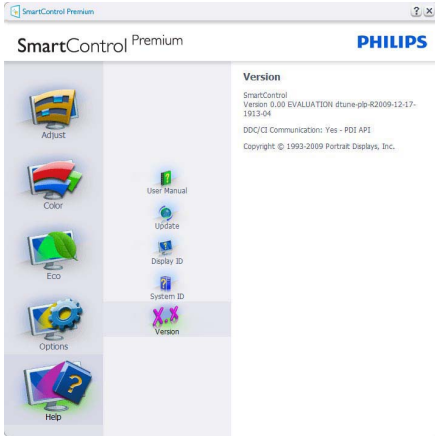 SmartControl Premium
SmartControl Premium
PHILIPS
Adjust
Color
Eco
Options
Help
User Manual
Update
Display ID
System ID
Version
Version
SmartControl
Version 0.00 EVALUATION dtune-plp-R2009-12-17-
1913-04
DDC/CI Communication: Yes - PDI API
Copyright © 1993-2009 Portrait Displays, Inc.